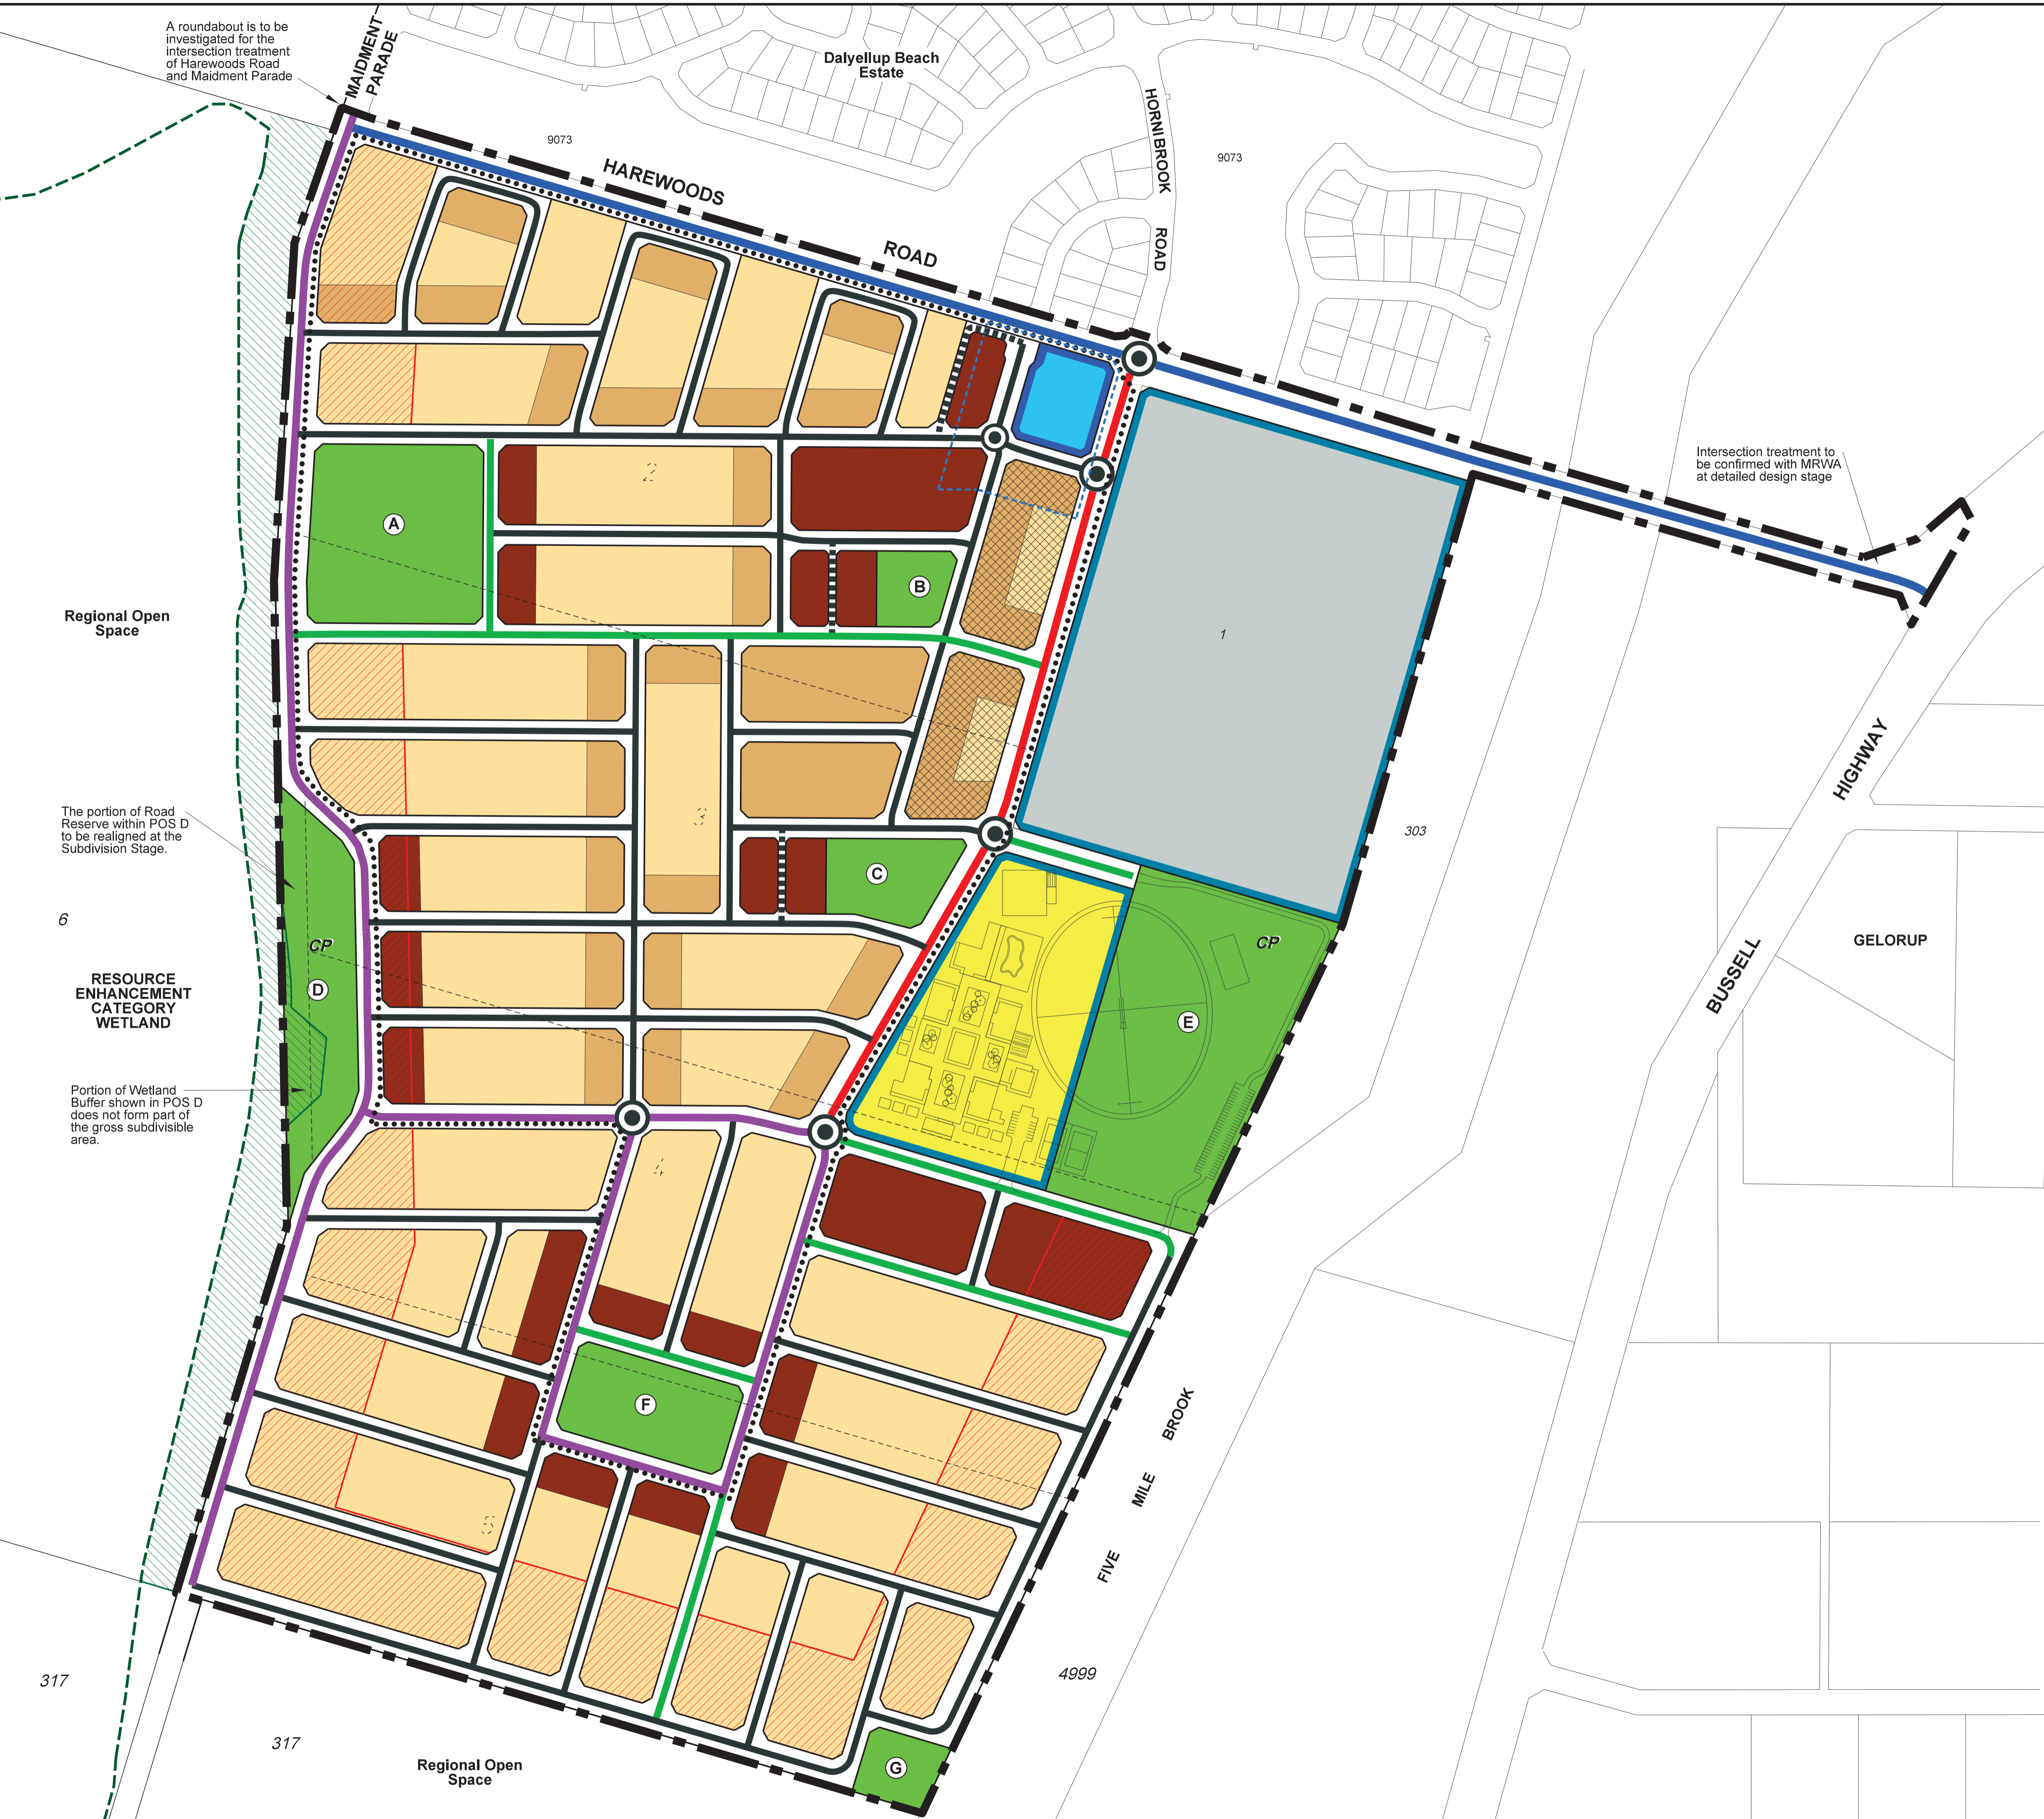 A roundabout is to be
investigated for the
intersection treatment
of Harewoods Road
and Maidment Parade
MAIDMENT
PARADE
Dalyellup Beach
Estate
HORNIBROOK
ROAD
9073
9073
HAREWOODS
ROAD
Intersection treatment to
be confirmed with MRWA
at detailed design stage
2
A
B
1
Regional Open
Space
HIGHWAY
BUSSELL
The portion of Road
Reserve within POS D
to be realigned at the
Subdivision Stage.
3
303
C
6
CP
CP
GELORUP
RESOURCE
ENHANCEMENT
CATEGORY
WETLAND
D
E
Portion of Wetland
Buffer shown in POS D
does not form part of
the gross subdivisible
area.
4
F
FIVE
MILE
BROOK
5
317
4999
317
Regional Open
Space
G